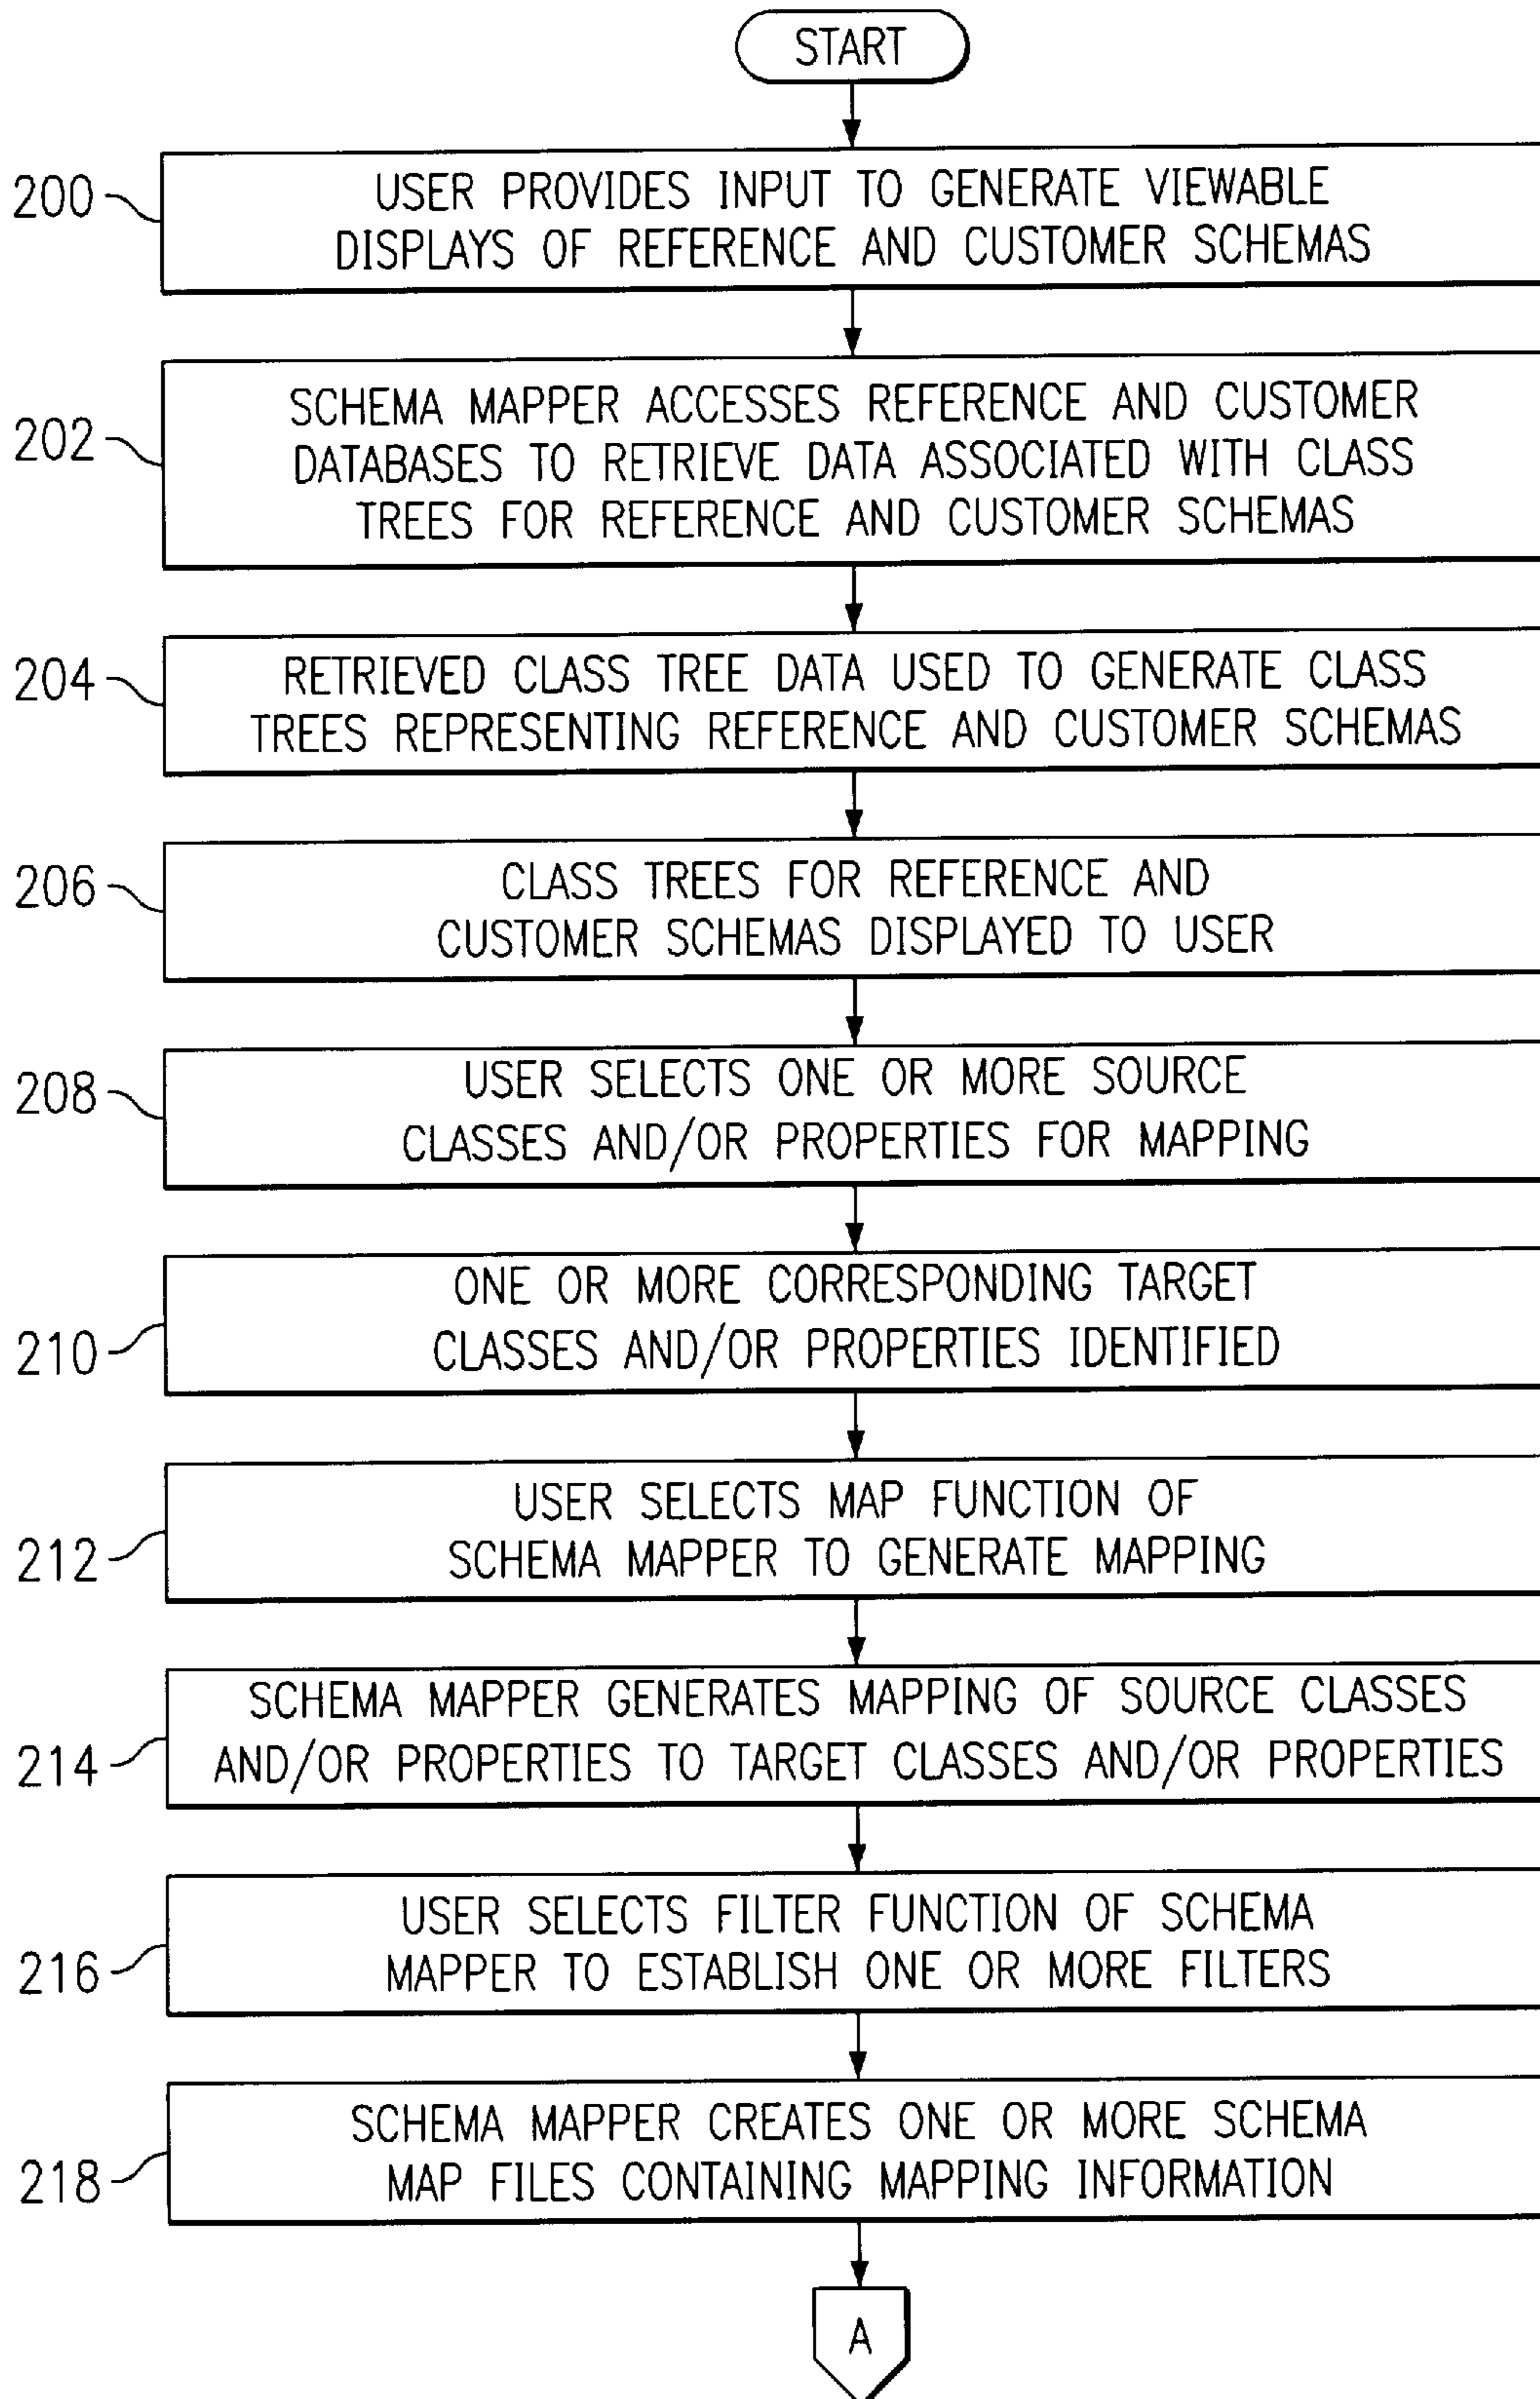 START
200
USER PROVIDES INPUT TO GENERATE VIEWABLE
DISPLAYS OF REFERENCE AND CUSTOMER SCHEMAS
202
SCHEMA MAPPER ACCESSES REFERENCE AND CUSTOMER
DATABASES TO RETRIEVE DATA ASSOCIATED WITH CLASS
TREES FOR REFERENCE AND CUSTOMER SCHEMAS
204
RETRIEVED CLASS TREE DATA USED TO GENERATE CLASS
TREES REPRESENTING REFERENCE AND CUSTOMER SCHEMAS
206
CLASS TREES FOR REFERENCE AND
CUSTOMER SCHEMAS DISPLAYED TO USER
208
USER SELECTS ONE OR MORE SOURCE
CLASSES AND/OR PROPERTIES FOR MAPPING
210
ONE OR MORE CORRESPONDING TARGET
CLASSES AND/OR PROPERTIES IDENTIFIED
212
USER SELECTS MAP FUNCTION OF
SCHEMA MAPPER TO GENERATE MAPPING
214
SCHEMA MAPPER GENERATES MAPPING OF SOURCE CLASSES
AND/OR PROPERTIES TO TARGET CLASSES AND/OR PROPERTIES
216
USER SELECTS FILTER FUNCTION OF SCHEMA
MAPPER TO ESTABLISH ONE OR MORE FILTERS
218
SCHEMA MAPPER CREATES ONE OR MORE SCHEMA
MAP FILES CONTAINING MAPPING INFORMATION
A